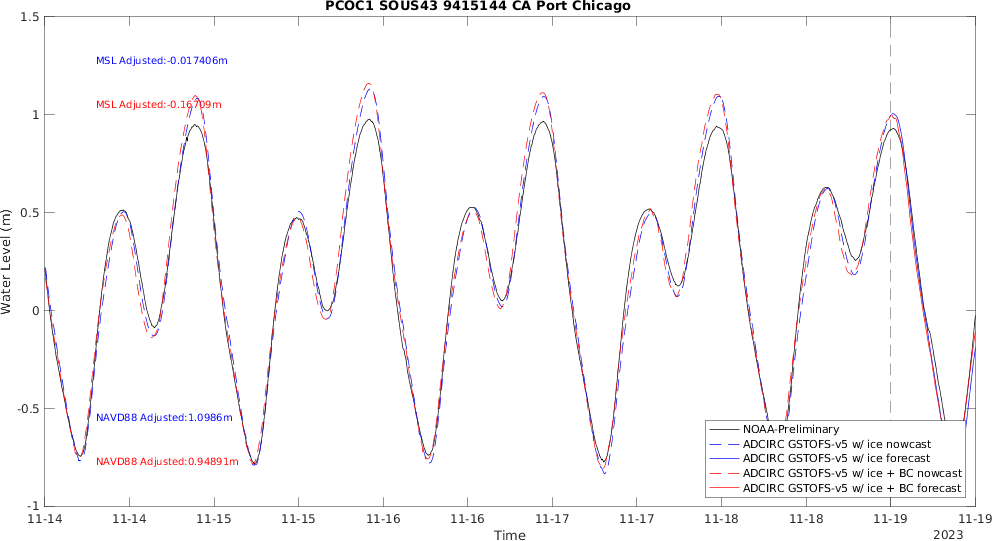 PCOC1 SOUS43 9415144 CA Port Chicago
1.5
MSL Adjusted:-0.017406m
MSL Adjusted:-0.16709m
1
0.5
Water Level (m)
0
-0.5
NAVD88 Adjusted:1.0986m
NAVD88 Adjusted:0.94891m
NOAA-Preliminary
ADCIRC GSTOFS-v5 w/ ice nowcast
ADCIRC GSTOFS-v5 w/ ice forecast
ADCIRC GSTOFS-v5 w/ ice + BC nowcast
ADCIRC GSTOFS-v5 w/ ice + BC forecast
-1
11-14 11-14 11-15 11-15 11-16 11-16 11-17 11-17 11-18 11-18 11-19 11-19
Time
2023